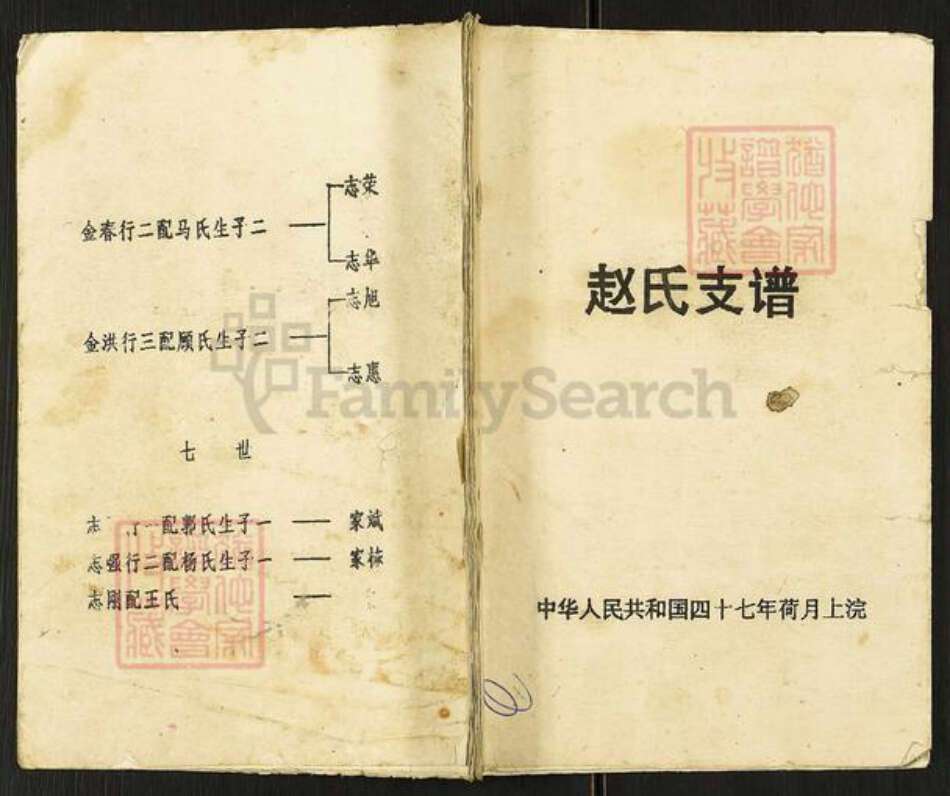 志荣
金春行二配马氏生子二
志华
志旭
金洪行三配顾氏生子二
志惠
七 世
志 行一配郭氏生子一 — 家斌
志强行二配杨氏生子一 — 家栋
志刚配王氏 —
赵氏支谱
中华人民共和国四十七年荷月上浣
FamilySearch